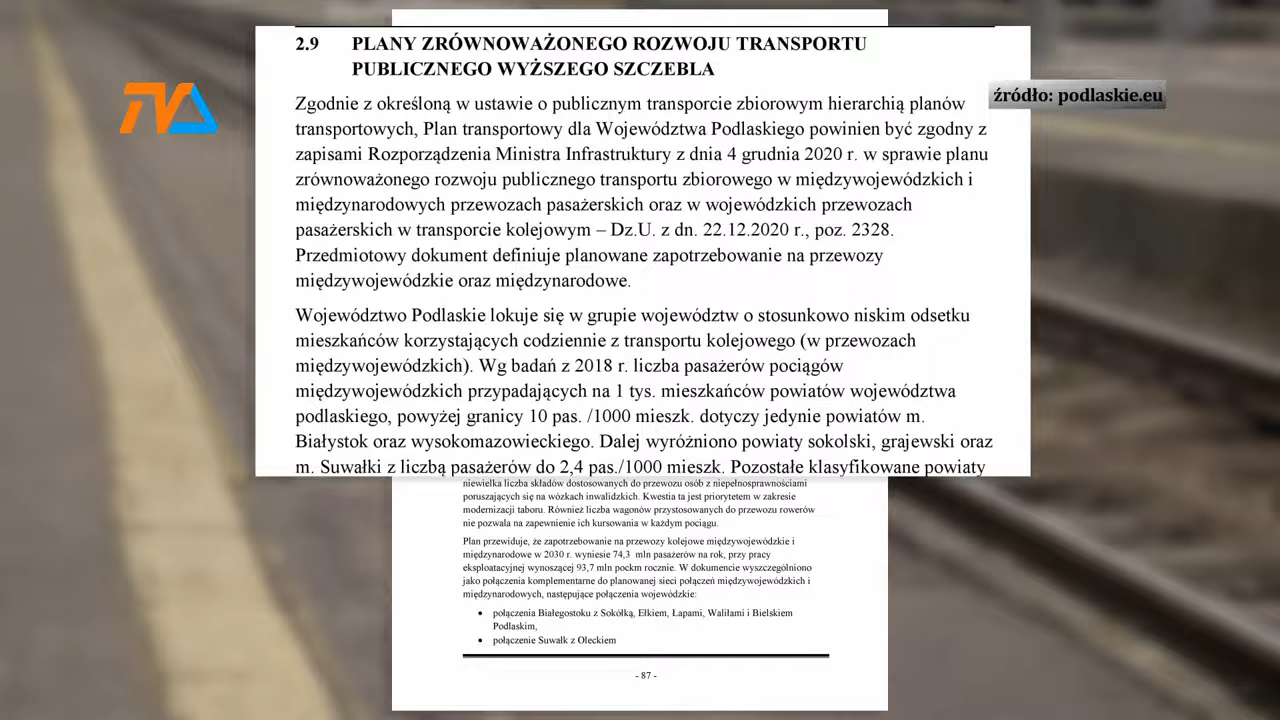 2.9 PLANY ZRÓWNOWAŻONEGO ROZWOJU TRANSPORTU
PUBLICZNEGO WYŻSZEGO SZCZEBLA
TVA
źródło: podlaskie.eu
Zgodnie z określoną w ustawie o publicznym transporcie zbiorowym hierarchią planów
transportowych, Plan transportowy dla Województwa Podlaskiego powinien być zgodny z
zapisami Rozporządzenia Ministra Infrastruktury z dnia 4 grudnia 2020 r. w sprawie planu
zrównoważonego rozwoju publicznego transportu zbiorowego w międzywojewódzkich i
międzynarodowych przewozach pasażerskich oraz w wojewódzkich przewozach
pasażerskich w transporcie kolejowym – Dz.U. z dn. 22.12.2020 r., poz. 2328.
Przedmiotowy dokument definiuje planowane zapotrzebowanie na przewozy
międzywojewódzkie oraz międzynarodowe.
Województwo Podlaskie lokuje się w grupie województw o stosunkowo niskim odsetku
mieszkańców korzystających codziennie z transportu kolejowego (w przewozach
międzywojewódzkich). Wg badań z 2018 r. liczba pasażerów pociągów
międzywojewódzkich przypadających na 1 tys. mieszkańców powiatów województwa
podlaskiego, powyżej granicy 10 pas. /1000 mieszk. dotyczy jedynie powiatów m.
Białystok oraz wysokomazowieckiego. Dalej wyróżniono powiaty sokolski, grajewski oraz
m. Suwałki z liczbą pasażerów do 2,4 pas./1000 mieszk. Pozostałe klasyfikowane powiaty
niewielka liczba składów dostosowanych do przewozu osób z niepełnosprawnościami
poruszających się na wózkach inwalidzkich. Kwestia ta jest priorytetem w zakresie
modernizacji taboru. Również liczba wagonów przystosowanych do przewozu rowerów
nie pozwala na zapewnienie ich kursowania w każdym pociągu.
Plan przewiduje, że zapotrzebowanie na przewozy kolejowe międzywojewódzkie i
międzynarodowe w 2030 r. wyniesie 74,3 mln pasażerów na rok, przy pracy
eksploatacyjnej wynoszącej 93,7 mln pockm rocznie. W dokumencie wyszczególniono
jako połączenia komplementarne do planowanej sieci połączeń międzywojewódzkich i
międzynarodowych, następujące połączenia wojewódzkie:
• połączenia Białegostoku z Sokółką, Ełkiem, Łapami, Waliłami i Bielskiem
Podlaskim,
• połączenie Suwałk z Oleckiem
- 87 -